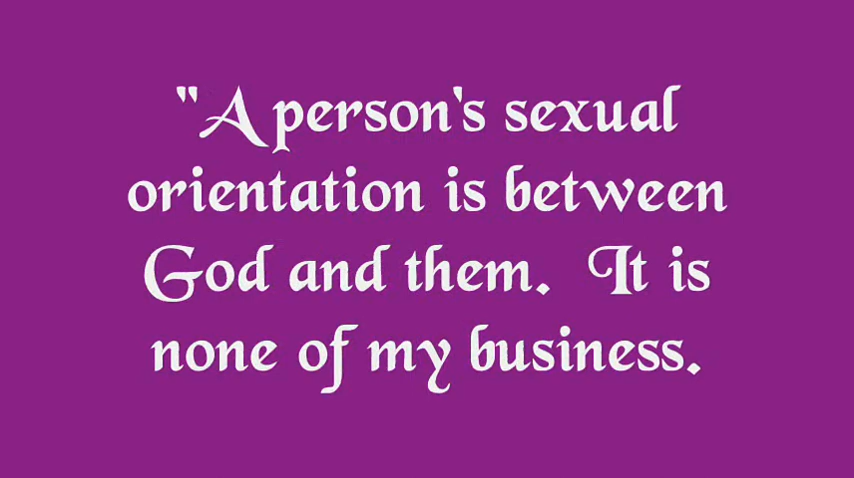 "A person's sexual
orientation is between
God and them. It is
none of my business.